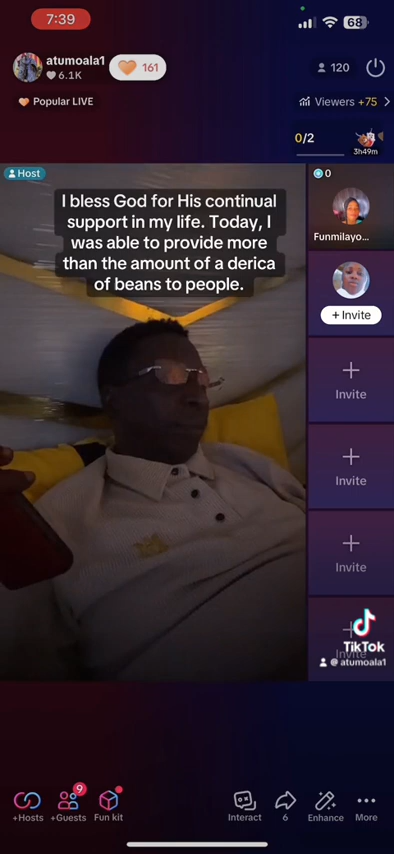 7:39
68
atumoala1
6.1K
161
120
Popular LIVE
Viewers +75
0/2
3h49m
Host
0
I bless God for His continual
support in my life. Today, I
was able to provide more
than the amount of a derica
of beans to people.
Funmilayo...
+ Invite
Invite
Invite
Invite
Invite
TikTok
@atumoala1
9
+Hosts
+Guests
Fun kit
Interact
6
Enhance
More